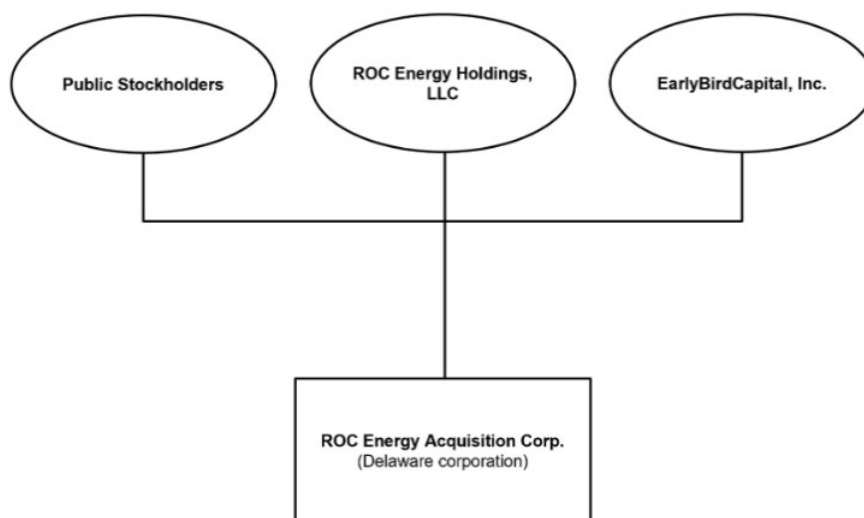 Public Stockholders
ROC Energy Holdings,
LLC
EarlyBirdCapital, Inc.
ROC Energy Acquisition Corp.
(Delaware corporation)